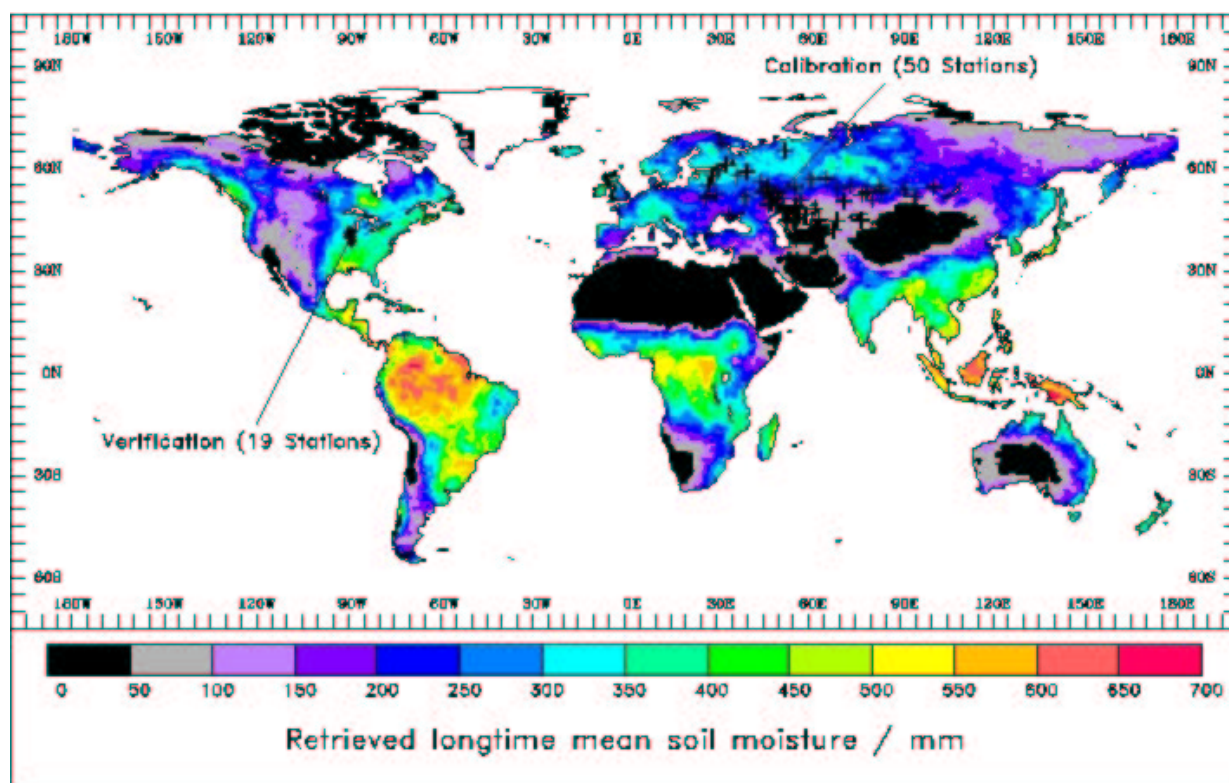 180W 150W 120W 90W 60W 30W 0E 30E 60E 90E 120E 150E 180E
Calibration (50 Stations)
90N 90N
60N 60N
30N 30N
0N 0N
Verification (19 Stations)
30S 30S
60S 60S
180W 150W 120W 90W 60W 30W 0E 30E 60E 90E 120E 150E 180E
0 50 100 150 200 250 300 350 400 450 500 550 600 650 700
Retrieved longtime mean soil moisture / mm